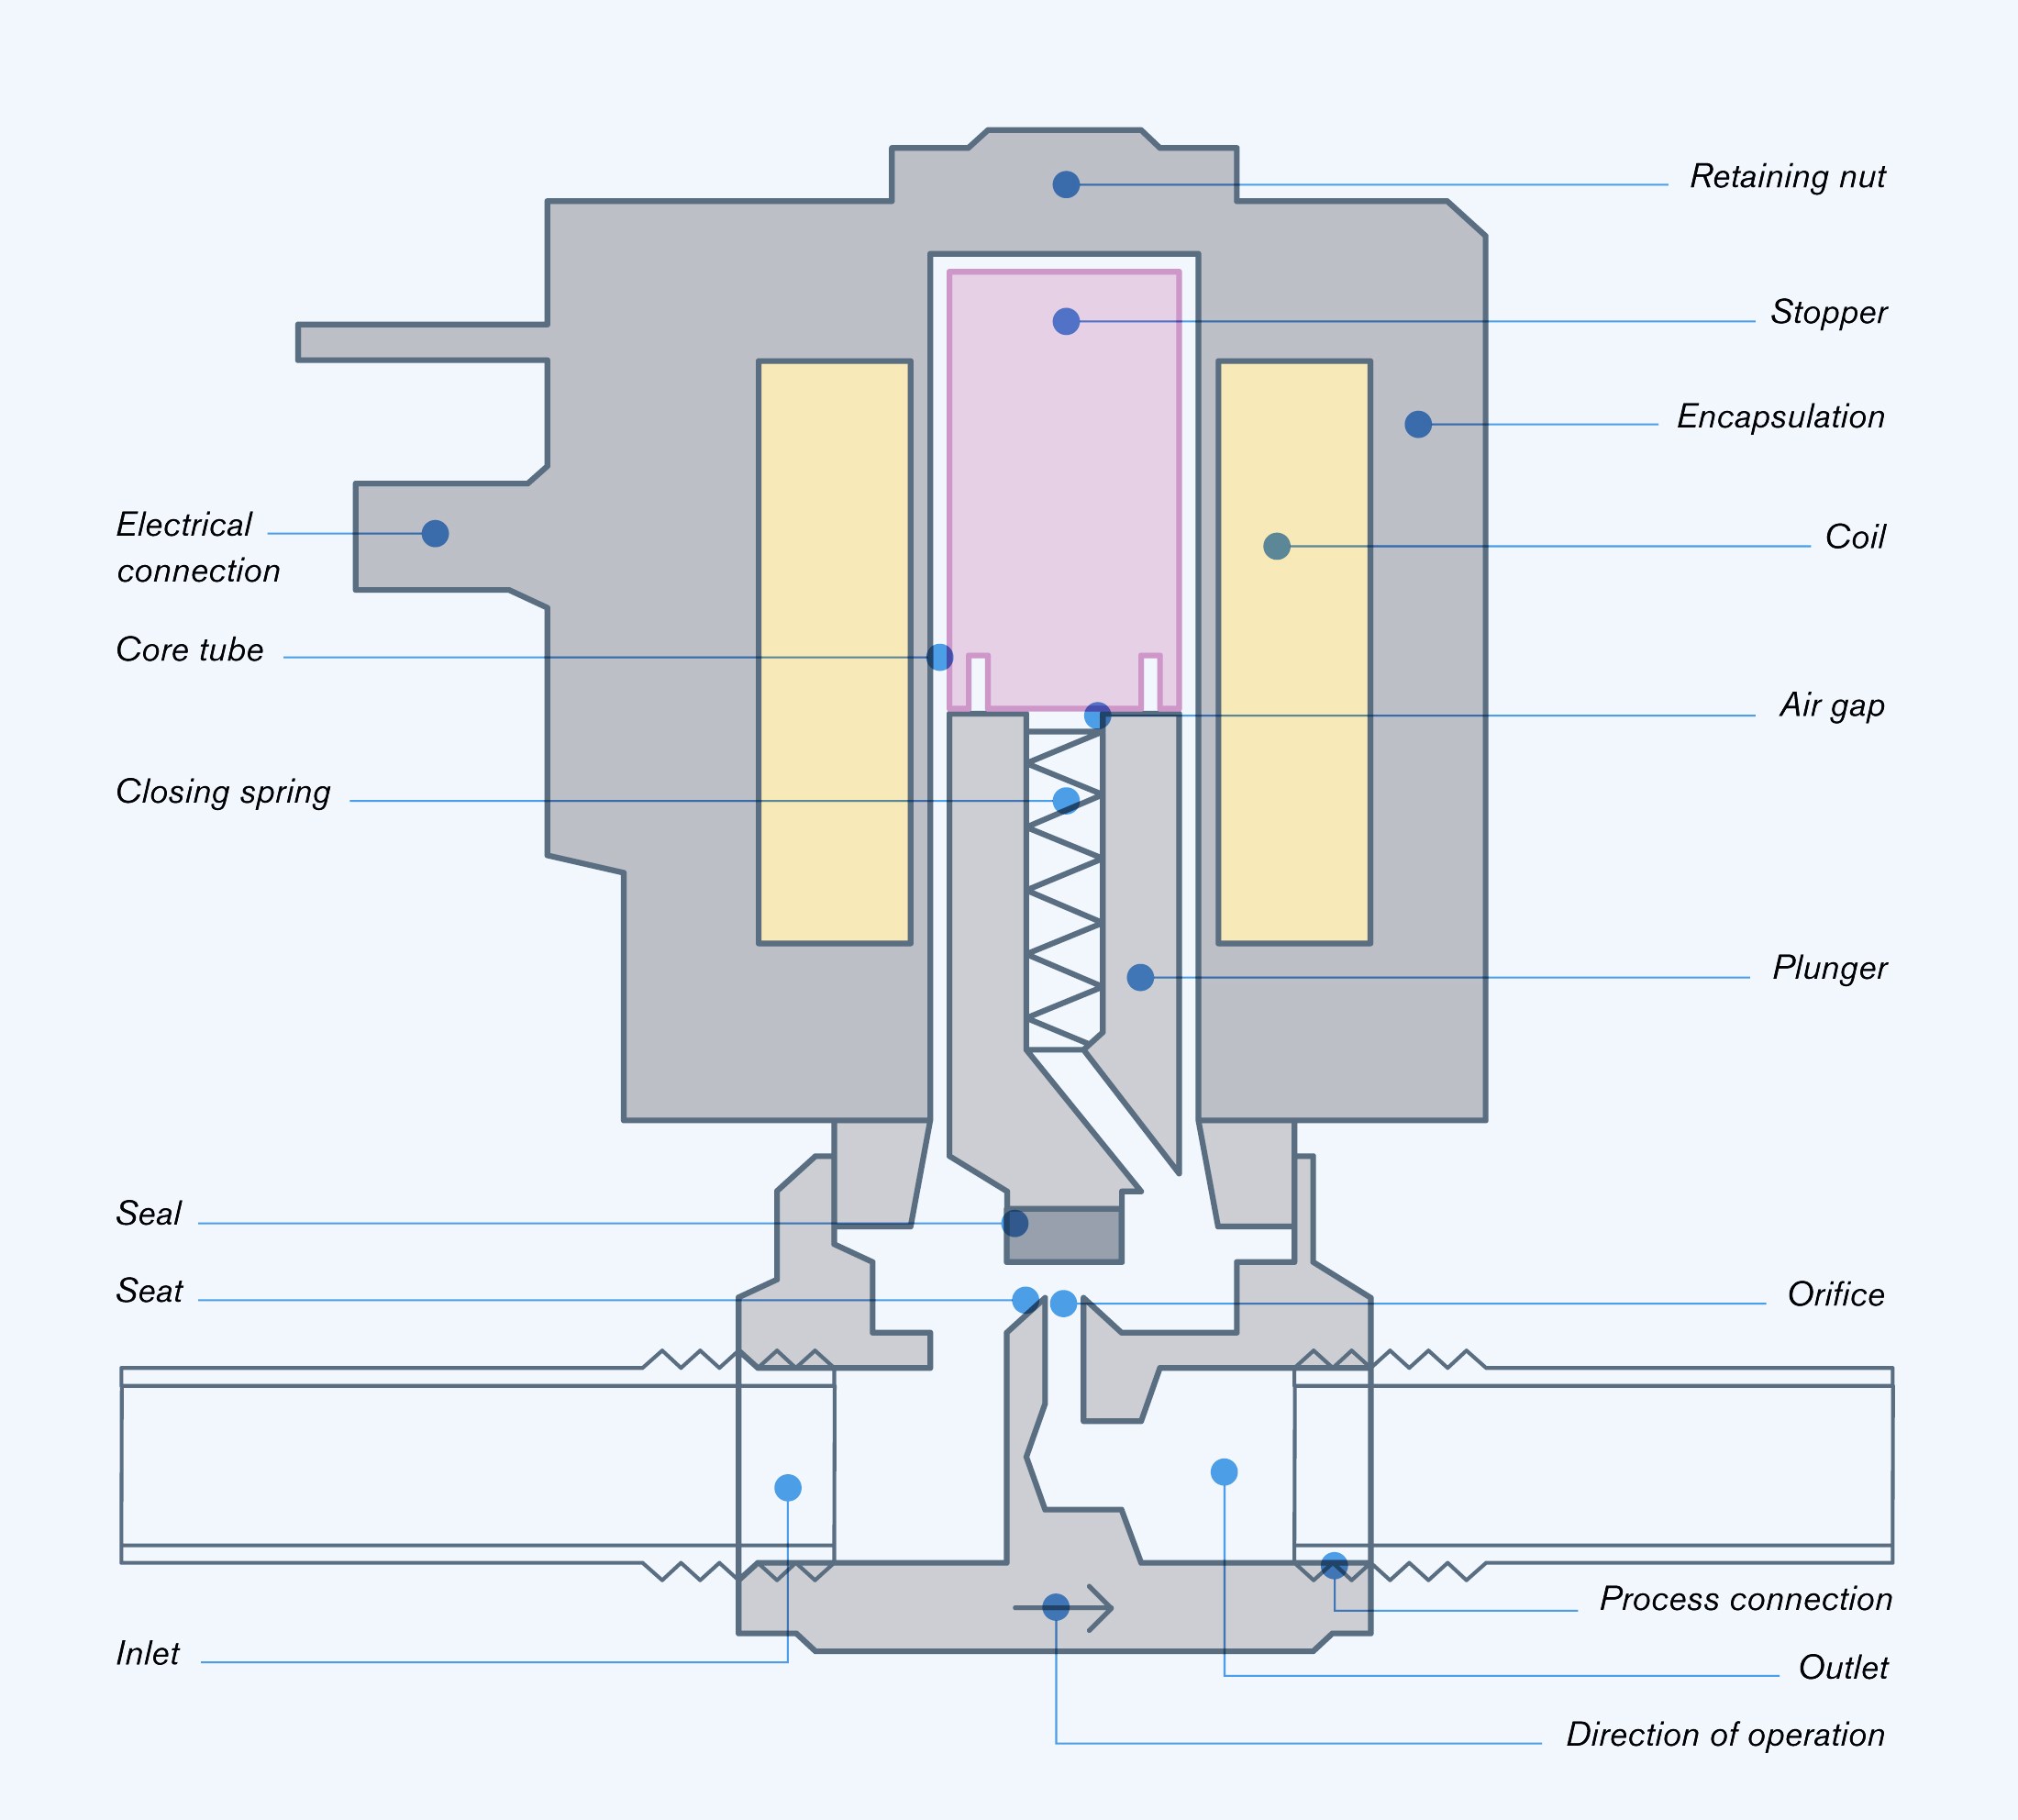 Retaining nut
Stopper
Encapsulation
Electrical
connection
Coil
Core tube
Air gap
Closing spring
Plunger
Seal
Seat
Orifice
Process connection
Inlet
Outlet
Direction of operation